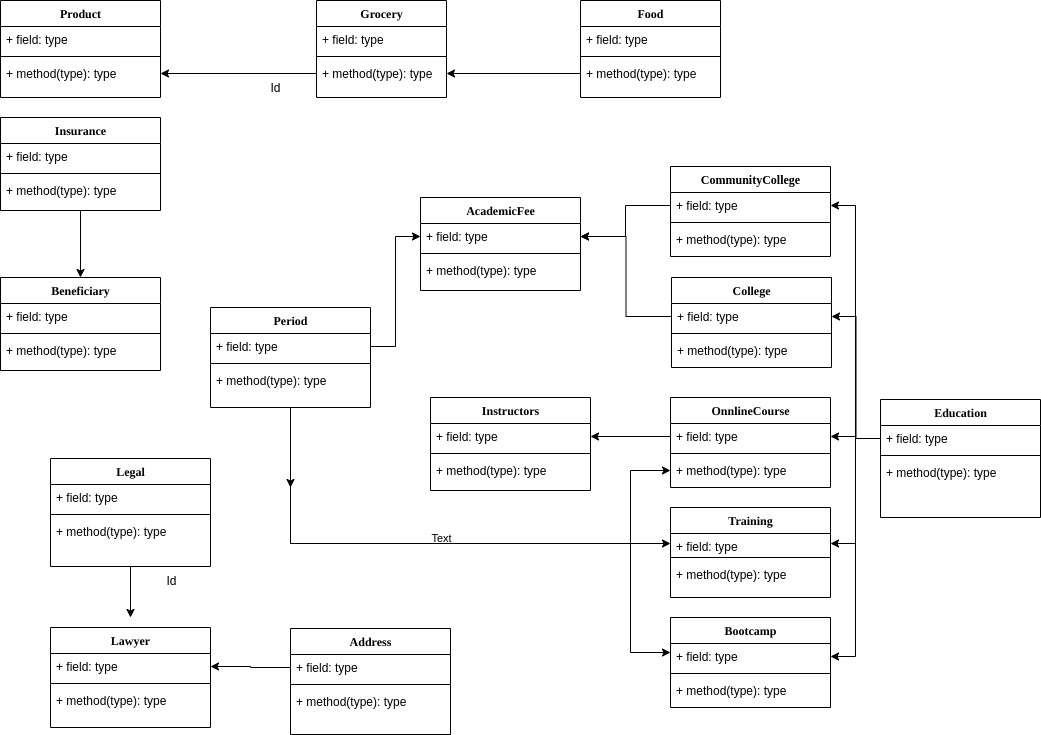 Product
+ field: type
+ method(type): type
Grocery
+ field: type
+ method(type): type
Food
+ field: type
+ method(type): type
Id
Insurance
+ field: type
+ method(type): type
CommunityCollege
+ field: type
+ method(type): type
AcademicFee
+ field: type
+ method(type): type
Beneficiary
+ field: type
+ method(type): type
College
+ field: type
+ method(type): type
Period
+ field: type
+ method(type): type
Instructors
+ field: type
+ method(type): type
OnnlineCourse
+ field: type
+ method(type): type
Education
+ field: type
+ method(type): type
Legal
+ field: type
+ method(type): type
Id
Text
Training
+ field: type
+ method(type): type
Lawyer
+ field: type
+ method(type): type
Address
+ field: type
+ method(type): type
Bootcamp
+ field: type
+ method(type): type